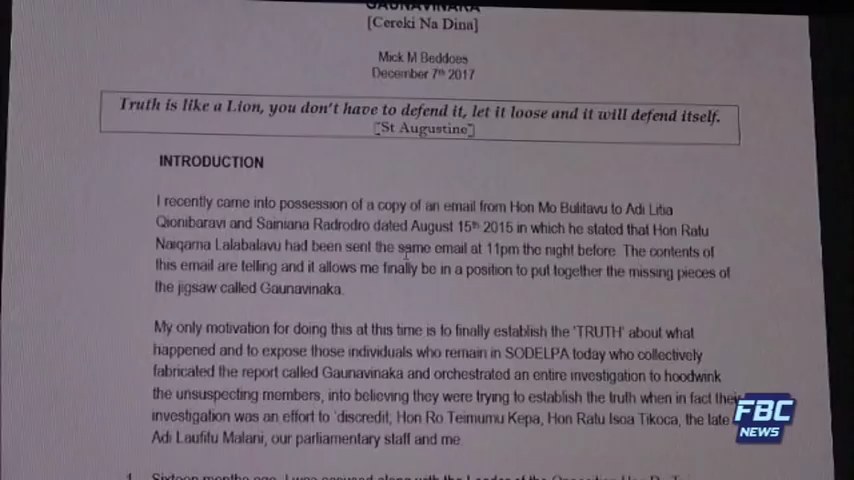 GAUNAVINAKA
[Cereki Na Dina]
Mick M Beddoes
December 7th 2017
Truth is like a Lion, you don't have to defend it, let it loose and it will defend itself.
[St Augustine]
INTRODUCTION
I recently came into possession of a copy of an email from Hon Mo Bulitavu to Adi Litia
Qionibaravi and Sainiana Radrodro dated August 15th 2015 in which he stated that Hon Ratu
Naiqama Lalabalavu had been sent the same email at 11pm the night before. The contents of
this email are telling and it allows me finally be in a position to put together the missing pieces of
the jigsaw called Gaunavinaka.
My only motivation for doing this at this time is to finally establish the 'TRUTH' about what
happened and to expose those individuals who remain in SODELPA today who collectively
fabricated the report called Gaunavinaka and orchestrated an entire investigation to hoodwink
the unsuspecting members, into believing they were trying to establish the truth when in fact their
investigation was an effort to 'discredit, Hon Ro Teimumu Kepa, Hon Ratu Isoa Tikoca, the late
Adi Laufitu Malani, our parliamentary staff and me
FBC
NEWS